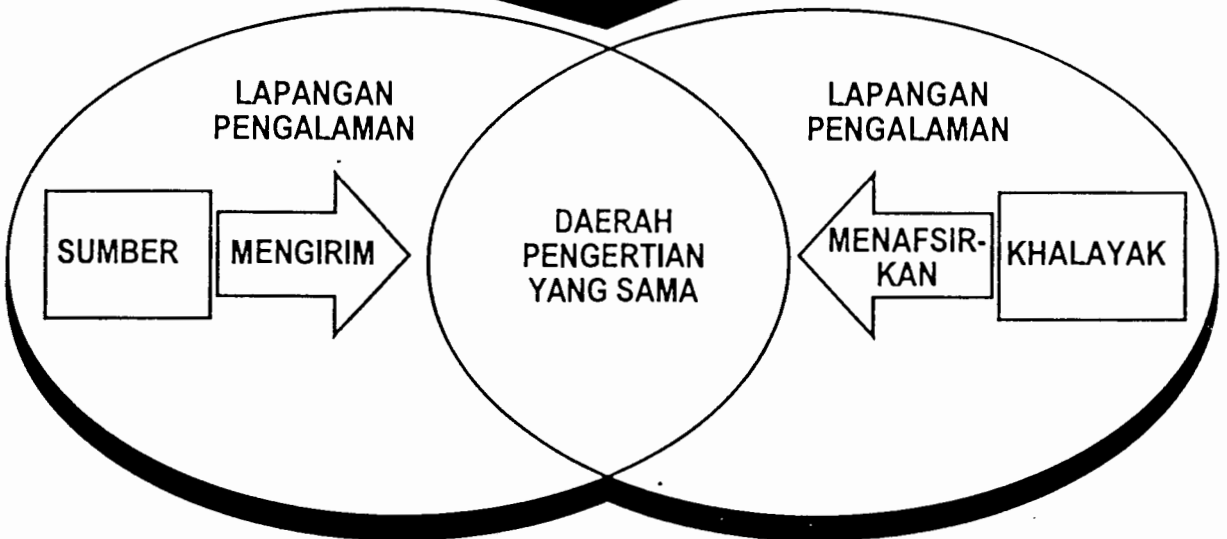 LAPANGAN
PENGALAMAN
LAPANGAN
PENGALAMAN
SUMBER
MENGIRIM
DAERAH
PENGERTIAN
YANG SAMA
MENAFSIR-
KAN
KHALAYAK